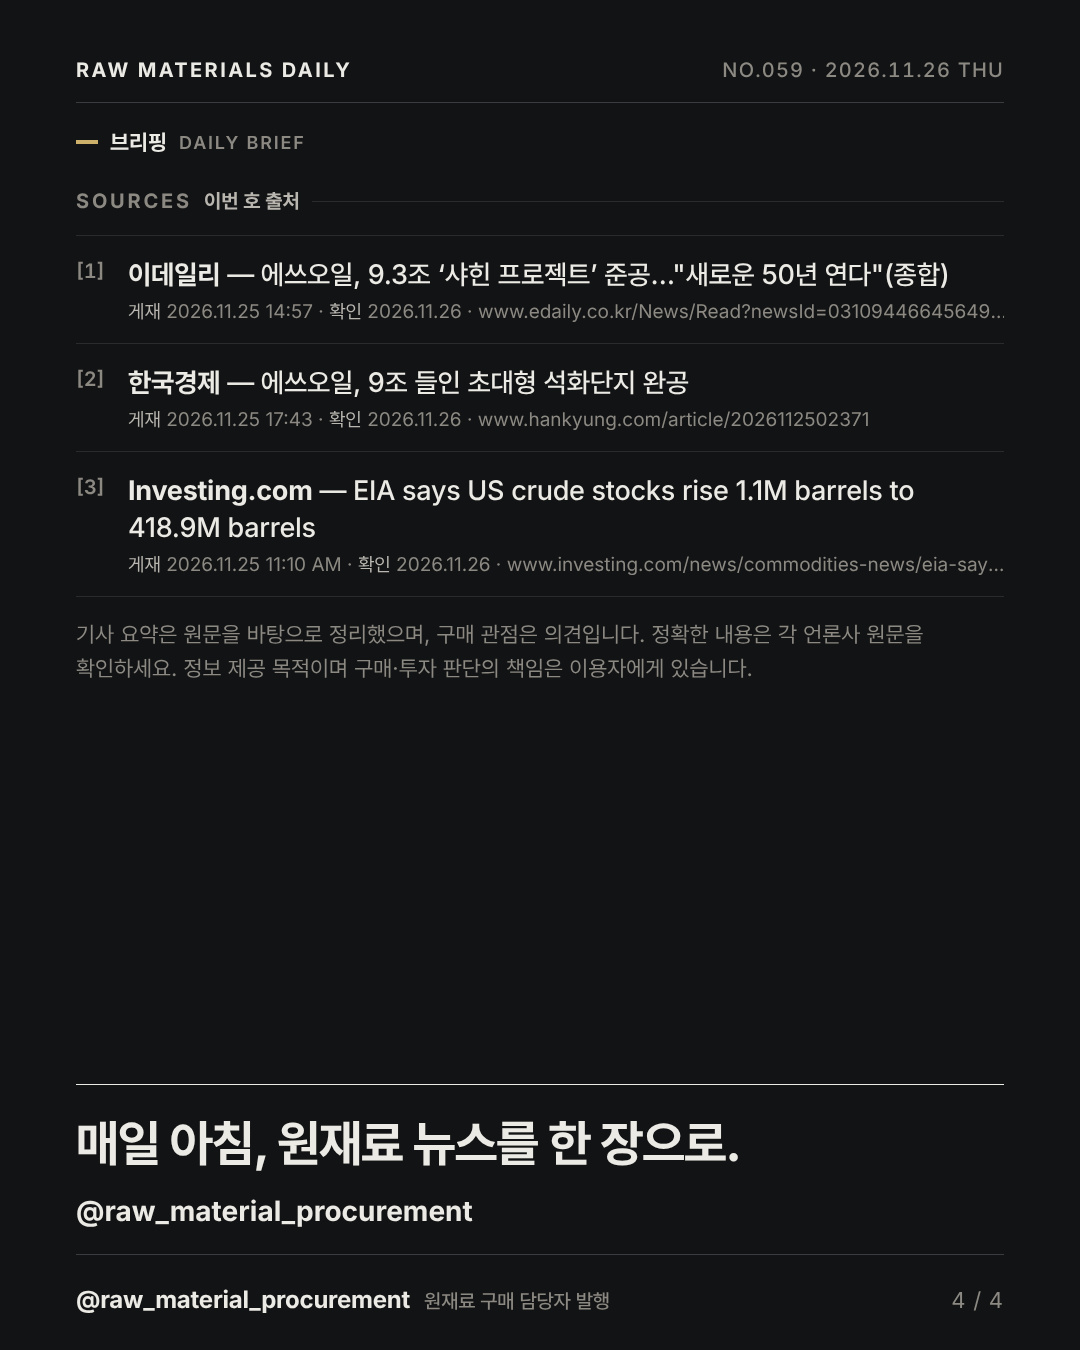 RAW MATERIALS DAILY
NO.059 · 2026.11.26 THU
브리핑 DAILY BRIEF
SOURCES 이번 호 출처
[1] 이데일리 — 에쓰오일, 9.3조 ‘샤힌 프로젝트’ 준공…"새로운 50년 연다"(종합)
게재 2026.11.25 14:57 · 확인 2026.11.26 · www.edaily.co.kr/News/Read?newsId=03109446645649…
[2] 한국경제 — 에쓰오일, 9조 들인 초대형 석화단지 완공
게재 2026.11.25 17:43 · 확인 2026.11.26 · www.hankyung.com/article/2026112502371
[3] Investing.com — EIA says US crude stocks rise 1.1M barrels to
418.9M barrels
게재 2026.11.25 11:10 AM · 확인 2026.11.26 · www.investing.com/news/commodities-news/eia-say…
기사 요약은 원문을 바탕으로 정리했으며, 구매 관점은 의견입니다. 정확한 내용은 각 언론사 원문을
확인하세요. 정보 제공 목적이며 구매·투자 판단의 책임은 이용자에게 있습니다.
매일 아침, 원재료 뉴스를 한 장으로.
@raw_material_procurement
@raw_material_procurement 원재료 구매 담당자 발행
4 / 4